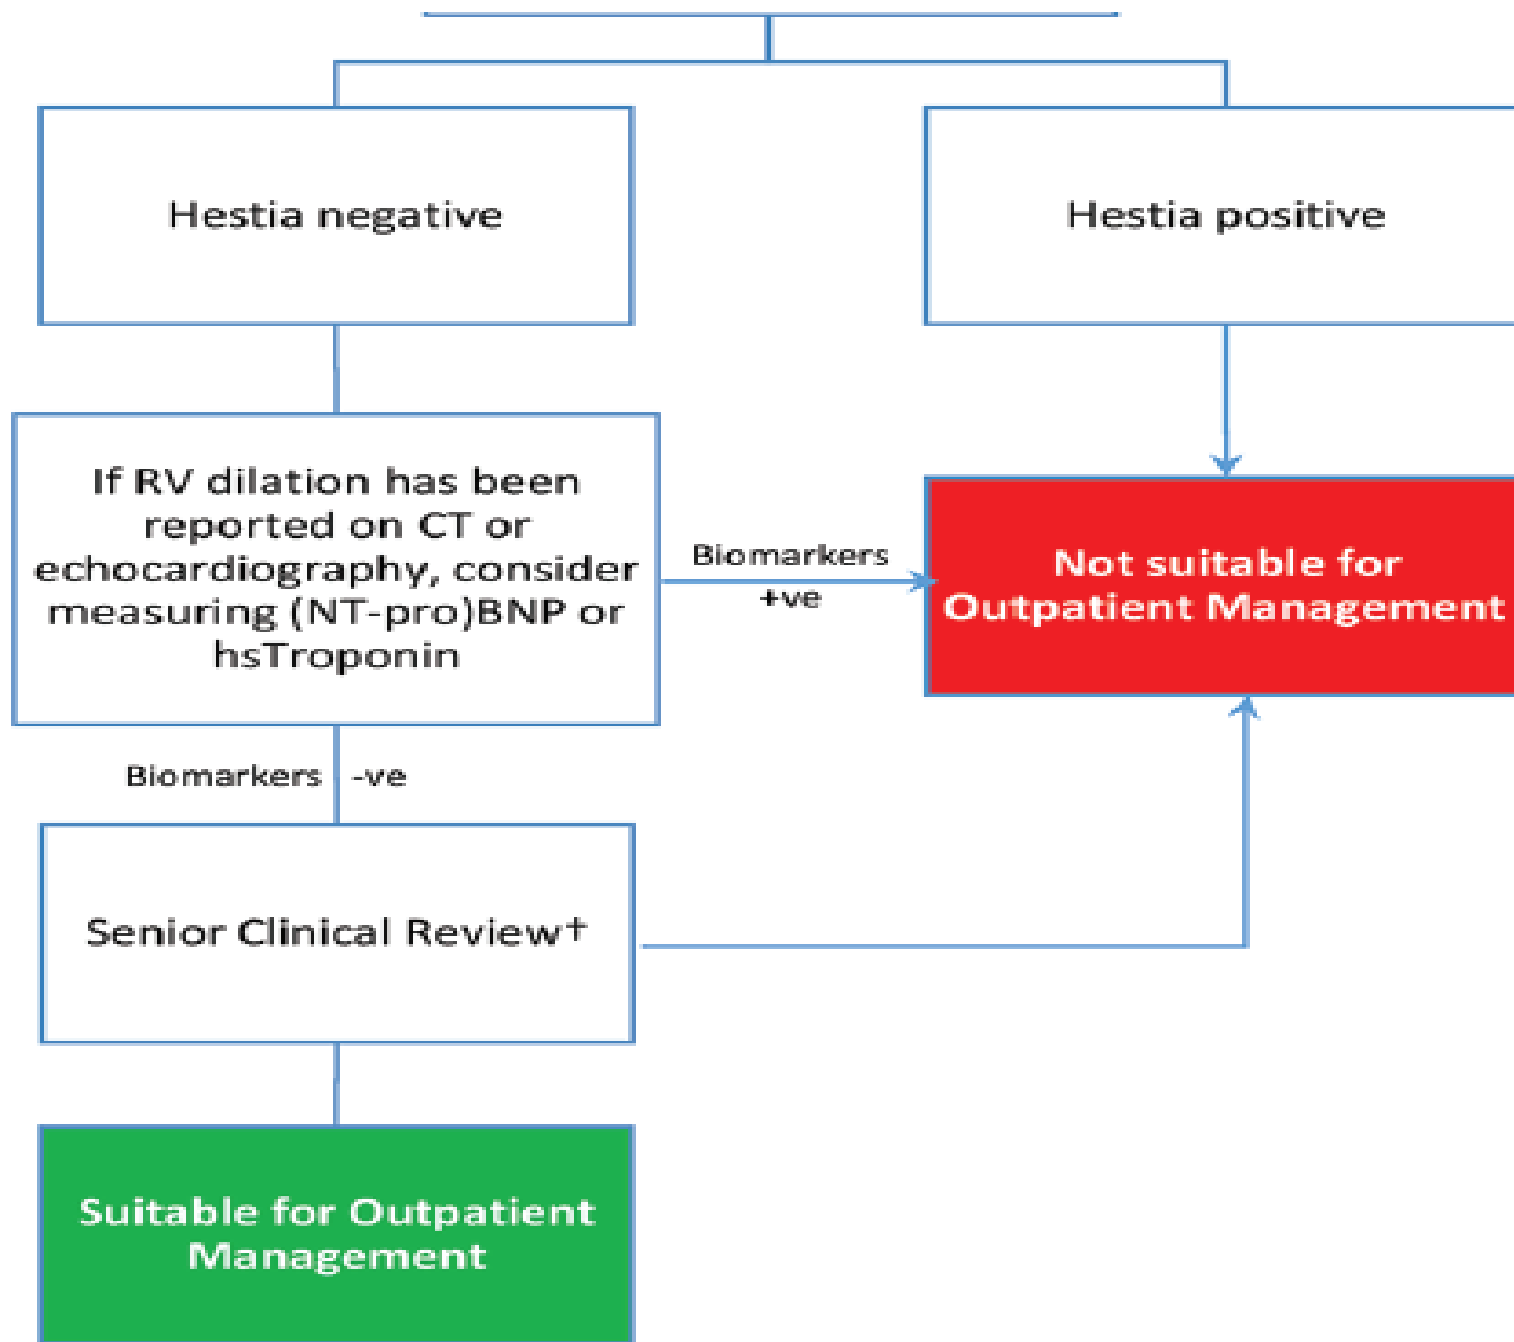 Hestia negative
Hestia positive
If RV dilation has been
reported on CT or
echocardiography, consider
measuring (NT-pro)BNP or
hsTroponin
Biomarkers
+ve
Not suitable for
Outpatient Management
Biomarkers -ve
Senior Clinical Review†
Suitable for Outpatient
Management